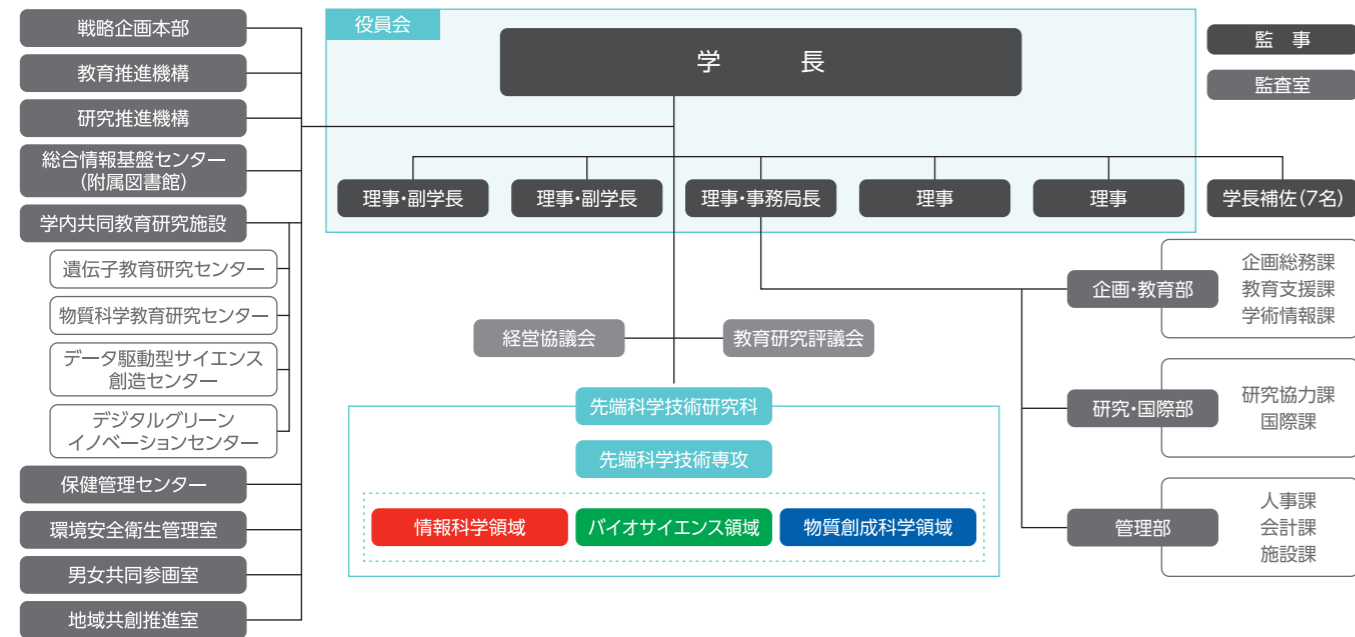 戦略企画本部
教育推進機構
研究推進機構
総合情報基盤センター
(附属図書館)
学内共同教育研究施設
遺伝子教育研究センター
物質科学教育研究センター
データ駆動型サイエンス
創造センター
デジタルグリーン
イノベーションセンター
保健管理センター
環境安全衛生管理室
男女共同参画室
地域共創推進室
役員会
学 長
理事・副学長
理事・副学長
理事・事務局長
理事
理事
学長補佐(7名)
監 事
監査室
経営協議会
教育研究評議会
先端科学技術研究科
先端科学技術専攻
情報科学領域
バイオサイエンス領域
物質創成科学領域
企画・教育部
企画総務課
教育支援課
学術情報課
研究・国際部
研究協力課
国際課
管理部
人事課
会計課
施設課